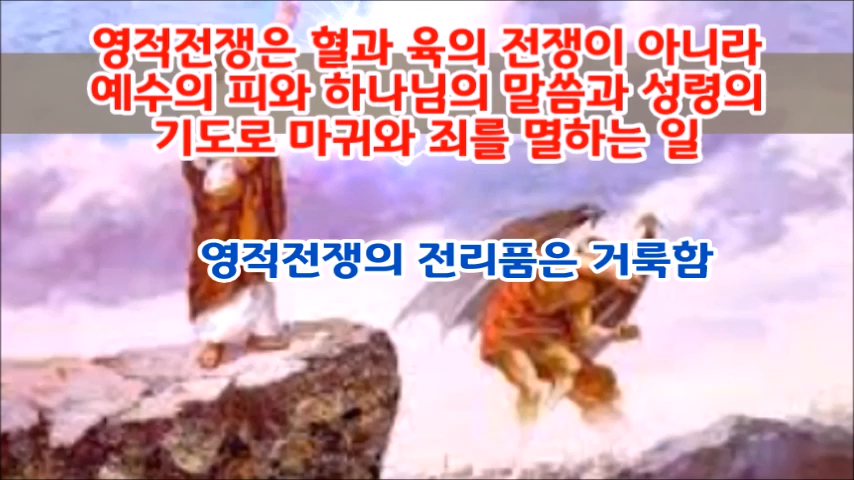 영적전쟁은 혈과 육의 전쟁이 아니라
예수의 피와 하나님의 말씀과 성령의
기도로 마귀와 죄를 멸하는 일
영적전쟁의 전리품은 거룩함